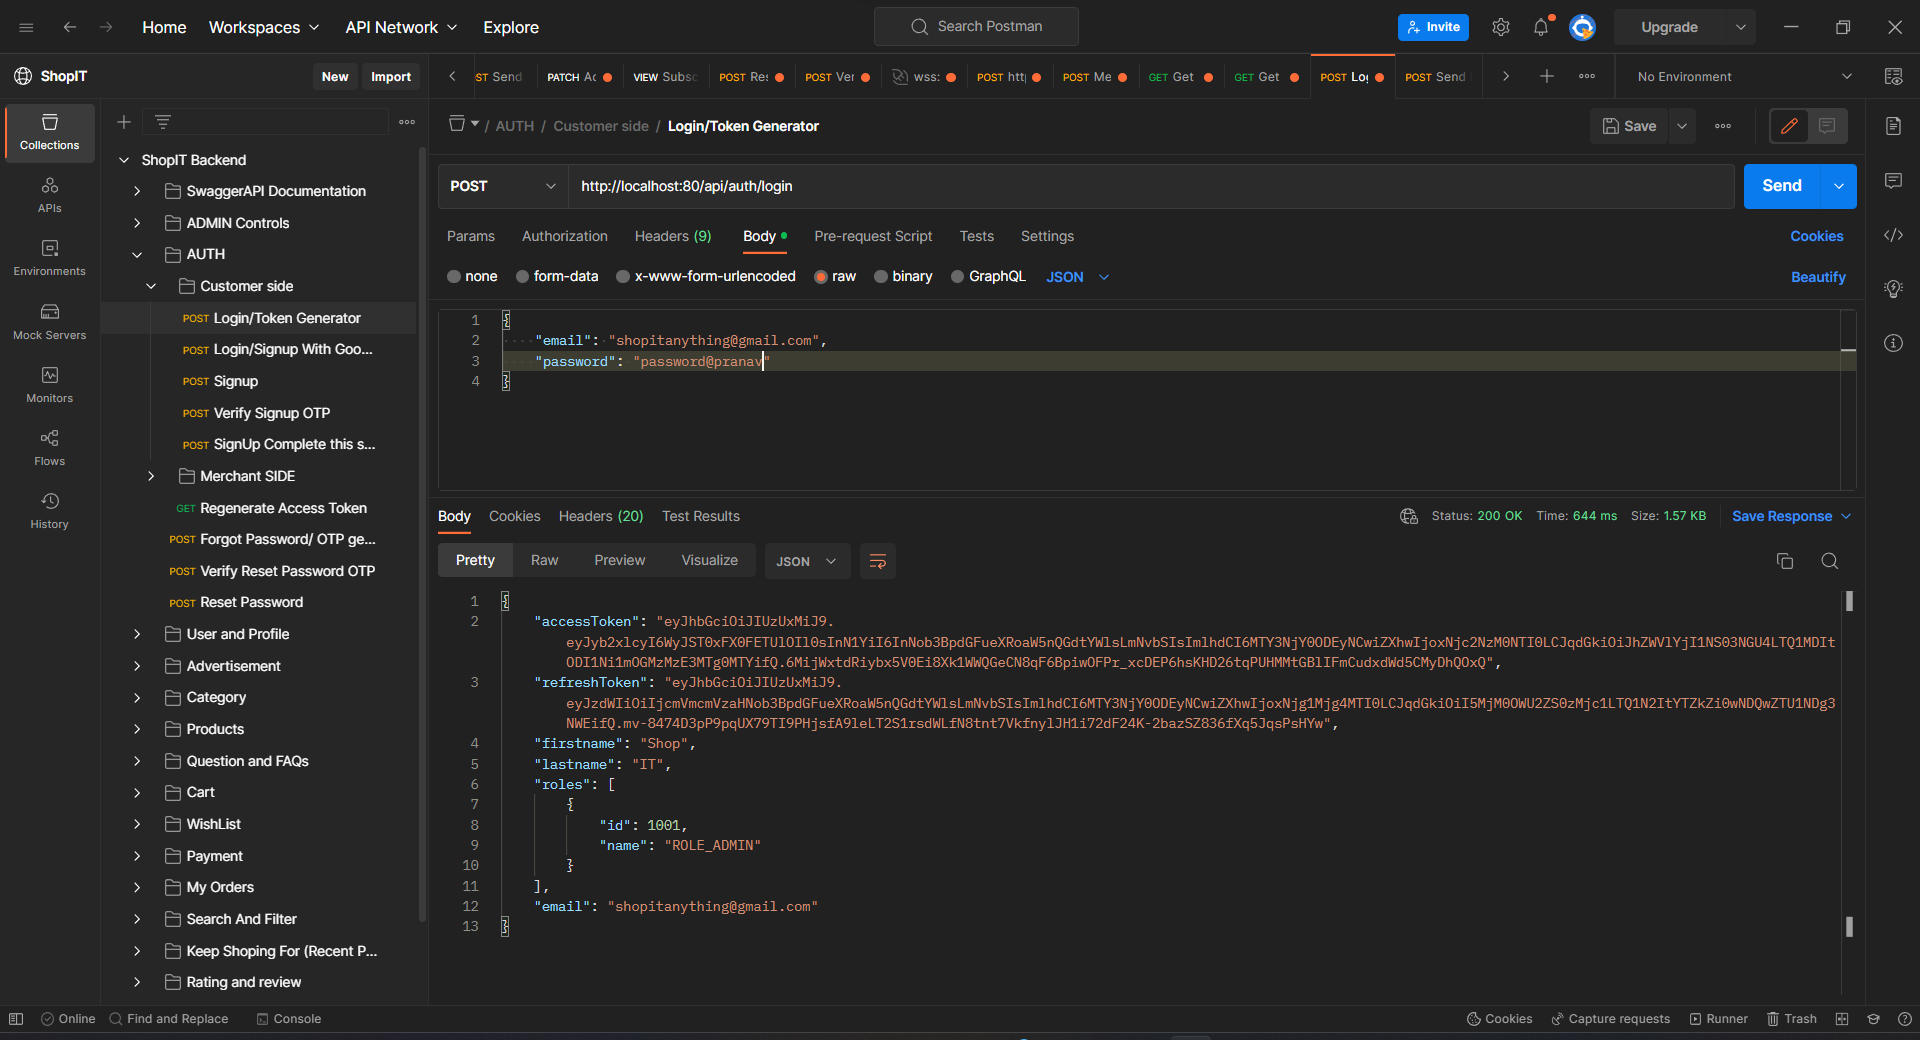 Home
Workspaces
API Network
Explore
Search Postman
Invite
Upgrade
ShopIT
New
Import
ST Send
PATCH Ac
VIEW Subsc
POST Res
POST Ver
wss:
POST htt
POST Me
GET Get
GET Get
POST Log
POST Send
No Environment
Collections
APIs
Environments
Mock Servers
Monitors
Flows
History
ShopIT Backend
SwaggerAPI Documentation
ADMIN Controls
AUTH
Customer side
POST Login/Token Generator
POST Login/Signup With Goo...
POST Signup
POST Verify Signup OTP
POST SignUp Complete this s...
Merchant SIDE
GET Regenerate Access Token
POST Forgot Password/ OTP ge...
POST Verify Reset Password OTP
POST Reset Password
User and Profile
Advertisement
Category
Products
Question and FAQs
Cart
WishList
Payment
My Orders
Search And Filter
Keep Shoping For (Recent P...
Rating and review
/ AUTH / Customer side / Login/Token Generator
Save
POST
http://localhost:80/api/auth/login
Send
Params
Authorization
Headers (9)
Body
Pre-request Script
Tests
Settings
Cookies
none
form-data
x-www-form-urlencoded
raw
binary
GraphQL
JSON
Beautify
1 {
2 "email": "shopitanything@gmail.com",
3 "password": "password@pranav"
4 }
Body
Cookies
Headers (20)
Test Results
Status: 200 OK
Time: 644 ms
Size: 1.57 KB
Save Response
Pretty
Raw
Preview
Visualize
JSON
1 {
2 "accessToken": "eyJhbGciOiJIUzUxMiJ9.
eyJyb2xlcyI6WyJST0xFX0FETUlOIl0sInN1YiI6InNob3BpdGFueXRoaW5nQGdtYWlsLmNvbSIsImlhdCI6MTY3NjY0ODEyNCwiZXhwIjoxNjc2NzM0NTI0LCJqdGkiOiJhZWVlYjI1NS03NGU4LTQ1MDIt
ODI1Ni1mOGMzMzE3MTg0MTYifQ.6MijWxtdRiybx5V0Ei8Xk1WWQGeCN8qF6BpiwOFPr_xcDEP6hsKHD26tqPUHMMtGBlIFmCudxdWd5CMyDhQOxQ",
3 "refreshToken": "eyJhbGciOiJIUzUxMiJ9.
eyJzdWIiOiIjcmVmcmVzaHNob3BpdGFueXRoaW5nQGdtYWlsLmNvbSIsImlhdCI6MTY3NjY0ODEyNCwiZXhwIjoxNjg1Mjg4MTI0LCJqdGkiOiI5MjM0OWU2ZS0zMjc1LTQ1N2ItYTZkZi0wNDQwZTU1NDg3
NWEifQ.mv-8474D3pP9pqUX79TI9PHjsfA9leLT2S1rsdWLfN8tnt7VkfnylJH1i72dF24K-2bazSZ836fXq5JqsPsHYw",
4 "firstname": "Shop",
5 "lastname": "IT",
6 "roles": [
7 {
8 "id": 1001,
9 "name": "ROLE_ADMIN"
10 }
11 ],
12 "email": "shopitanything@gmail.com"
13 }
Online
Find and Replace
Console
Cookies
Capture requests
Runner
Trash